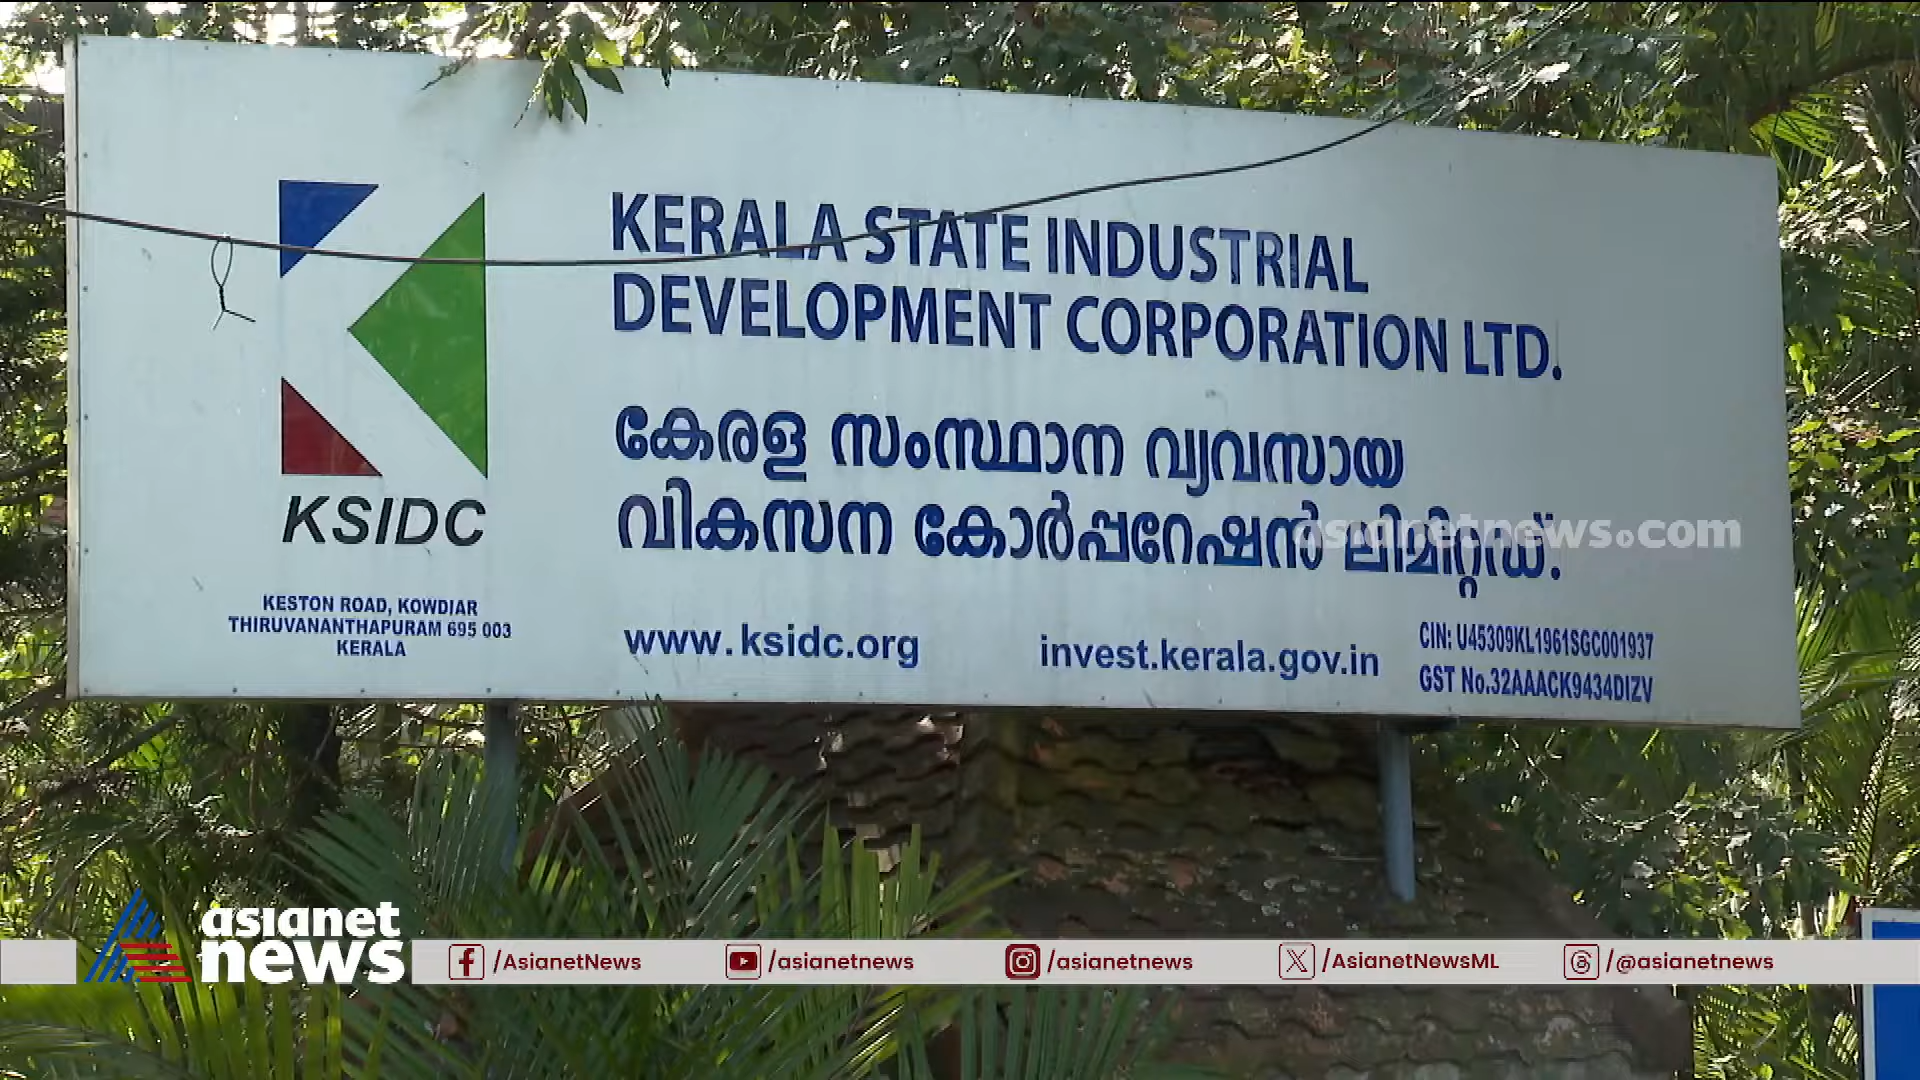 KERALA STATE INDUSTRIAL
DEVELOPMENT CORPORATION LTD.
കേരള സംസ്ഥാന വ്യവസായ
വികസന കോർപ്പറേഷൻ ലിമിറ്റഡ്.
KSIDC
KESTON ROAD, KOWDIAR
THIRUVANANTHAPURAM 695 003
KERALA
www.ksidc.org
invest.kerala.gov.in
CIN: U45309KL1961SGC001937
GST No.32AAACK9434DIZV
asianetnews.com
asianet
news
/AsianetNews
/asianetnews
/asianetnews
/AsianetNewsML
/@asianetnews